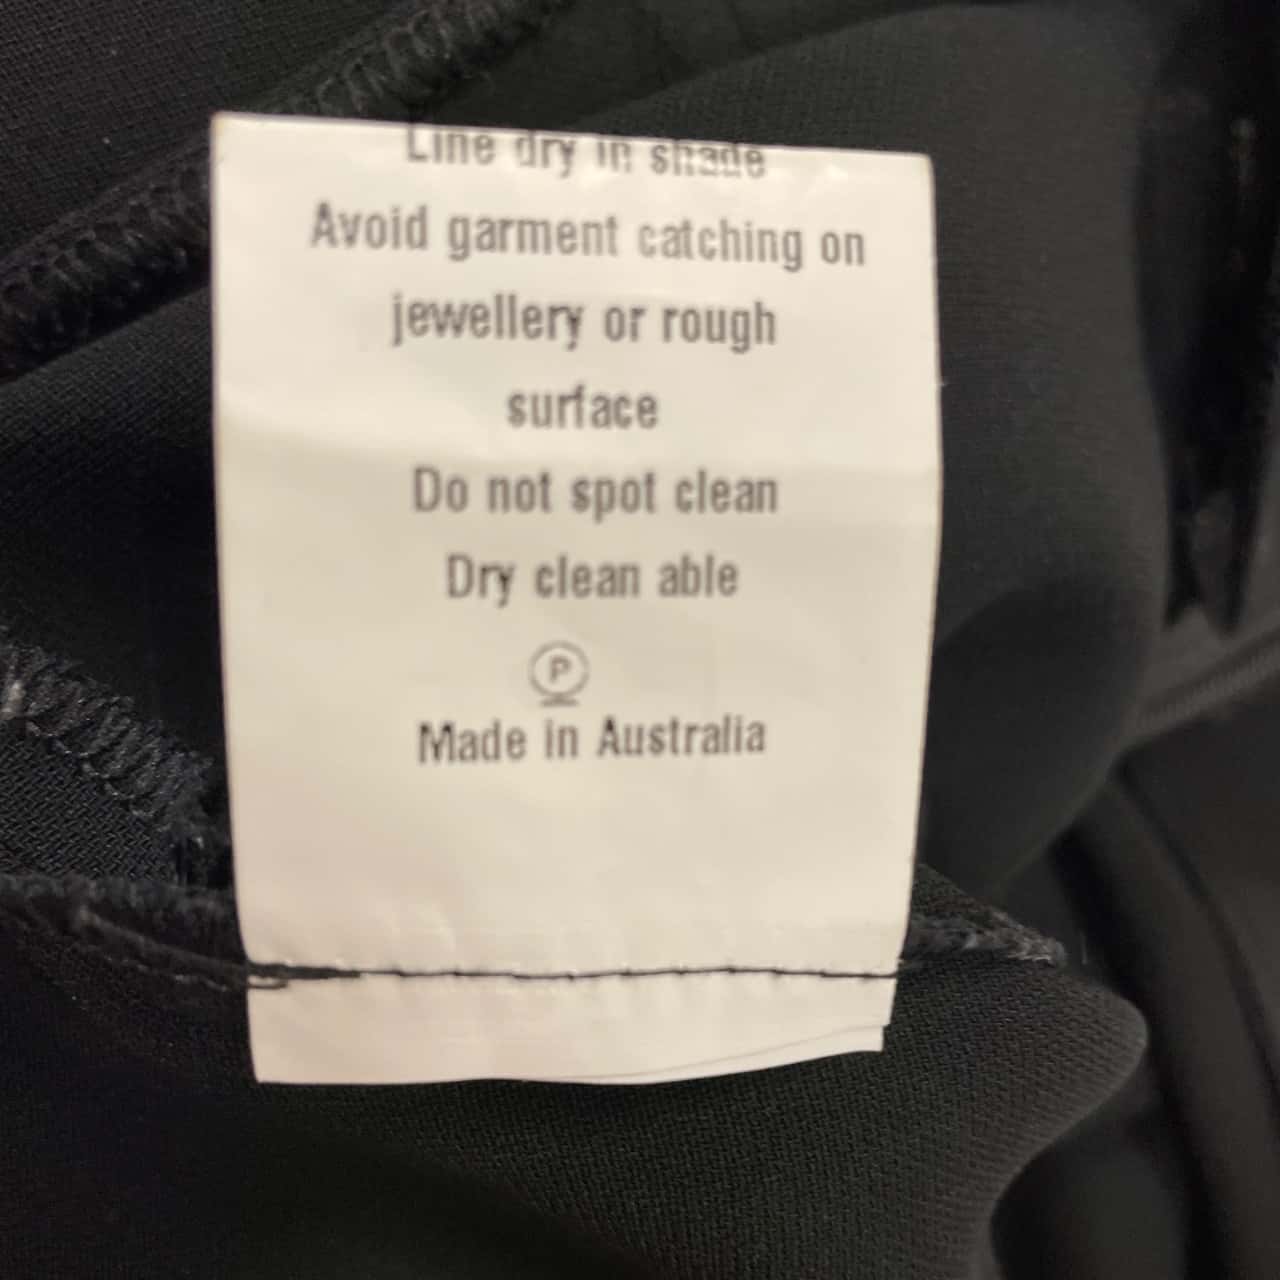 Line dry in shade
Avoid garment catching on
jewellery or rough
surface
Do not spot clean
Dry clean able
P
Made in Australia